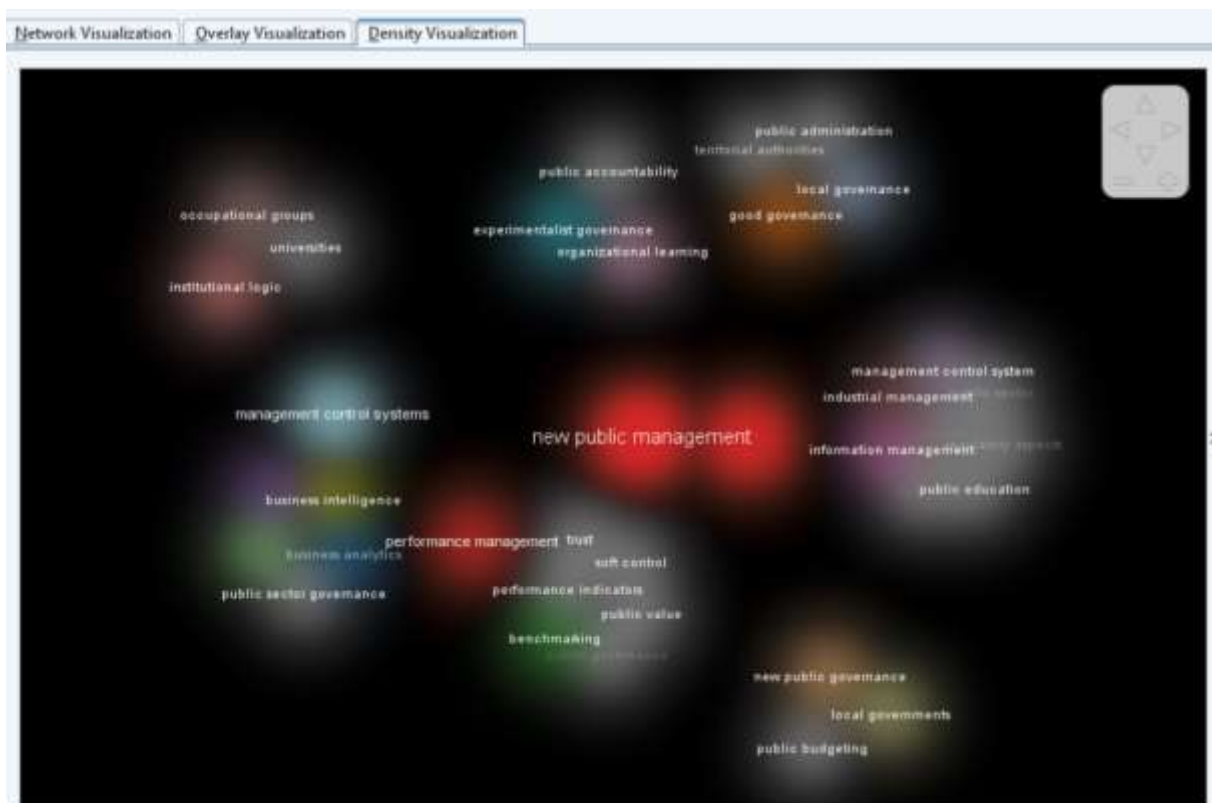 Network Visualization
Overlay Visualization
Density Visualization
public administration
territorial authorities
public accountability
local governance
occupational groups
good governance
experimentalist governance
universities
organizational learning
institutional logic
management control system
industrial management
management control systems
new public management
information management
public education
business intelligence
performance management
trust
business analytics
soft control
performance indicators
public sector governance
public value
benchmarking
new public governance
local governments
public budgeting